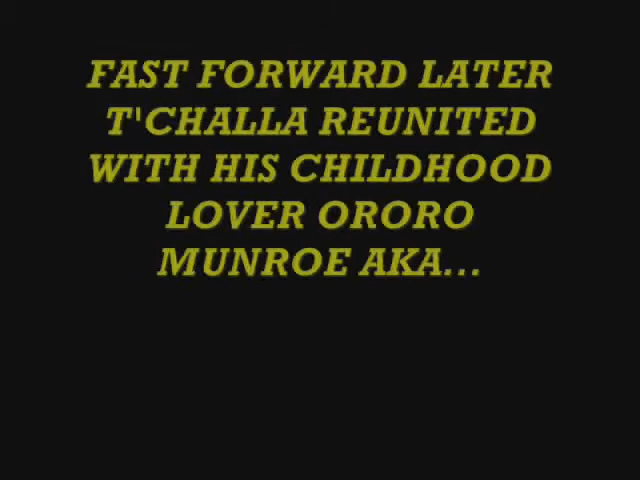 FAST FORWARD LATER
T'CHALLA REUNITED
WITH HIS CHILDHOOD
LOVER ORORO
MUNROE AKA...